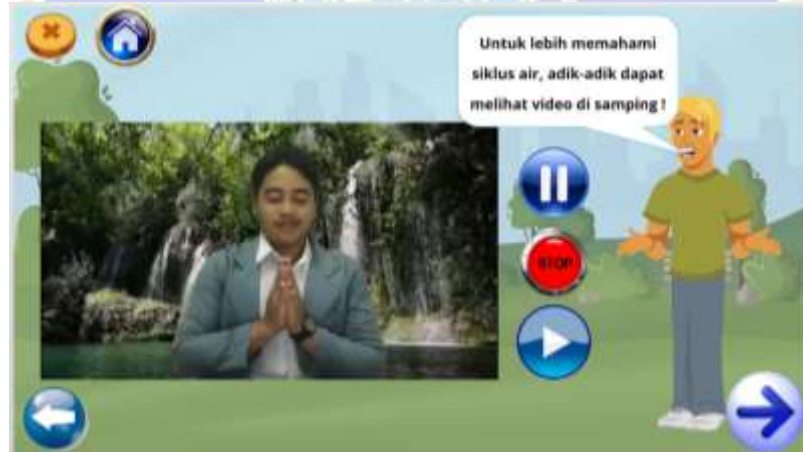 Untuk lebih memahami
siklus air, adik-adik dapat
melihat video di samping !
STOP